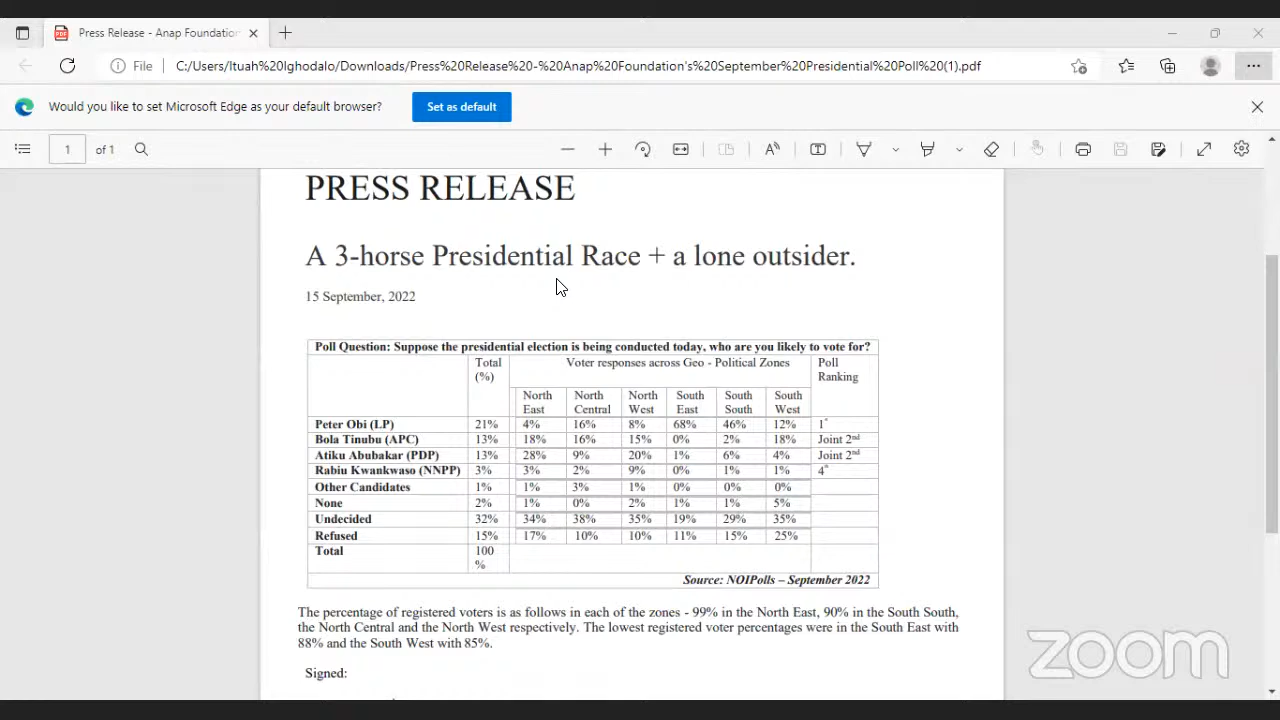 Press Release - Anap Foundation
File C:/Users/Ituah%20Ighodalo/Downloads/Press%20Release%20-%20Anap%20Foundation's%20September%20Presidential%20Poll%20(1).pdf
Would you like to set Microsoft Edge as your default browser? Set as default
1 of 1
PRESS RELEASE
A 3-horse Presidential Race + a lone outsider.
15 September, 2022
Poll Question: Suppose the presidential election is being conducted today, who are you likely to vote for?
Total (%) Voter responses across Geo - Political Zones Poll Ranking
North East North Central North West South East South South South West
Peter Obi (LP) 21% 4% 16% 8% 68% 46% 12% 1st
Bola Tinubu (APC) 13% 18% 16% 15% 0% 2% 18% Joint 2nd
Atiku Abubakar (PDP) 13% 28% 9% 20% 1% 6% 4% Joint 2nd
Rabiu Kwankwaso (NNPP) 3% 3% 2% 9% 0% 1% 1% 4th
Other Candidates 1% 1% 3% 1% 0% 0% 0%
None 2% 1% 0% 2% 1% 1% 5%
Undecided 32% 34% 38% 35% 19% 29% 35%
Refused 15% 17% 10% 10% 11% 15% 25%
Total 100 %
Source: NOIPolls – September 2022
The percentage of registered voters is as follows in each of the zones - 99% in the North East, 90% in the South South,
the North Central and the North West respectively. The lowest registered voter percentages were in the South East with
88% and the South West with 85%.
Signed:
zoom